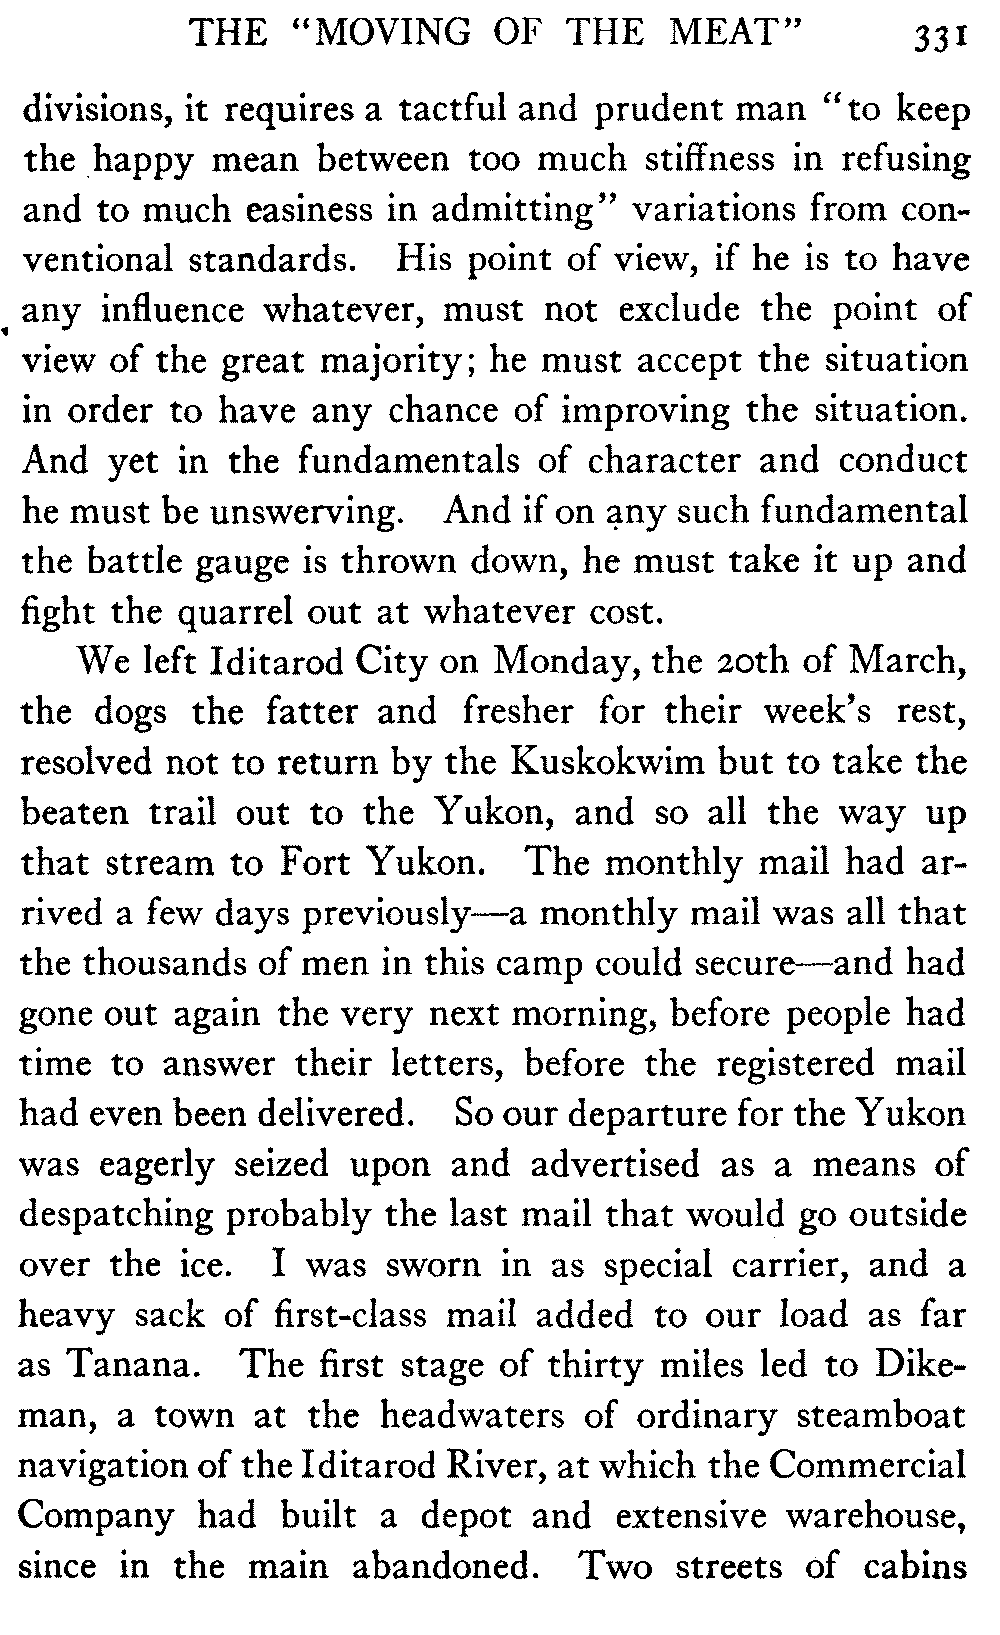 THE “MOVING OF THE MEAT” 331
divisions, it requires a tactful and prudent man “to keep
the happy mean between too much stiffness in refusing
and to much easiness in admitting” variations from con-
ventional standards. His point of view, if he is to have
any influence whatever, must not exclude the point of
view of the great majority; he must accept the situation
in order to have any chance of improving the situation.
And yet in the fundamentals of character and conduct
he must be unswerving. And if on any such fundamental
the battle gauge is thrown down, he must take it up and
fight the quarrel out at whatever cost.
We left Iditarod City on Monday, the 20th of March,
the dogs the fatter and fresher for their week’s rest,
resolved not to return by the Kuskokwim but to take the
beaten trail out to the Yukon, and so all the way up
that stream to Fort Yukon. The monthly mail had ar-
rived a few days previously—a monthly mail was all that
the thousands of men in this camp could secure—and had
gone out again the very next morning, before people had
time to answer their letters, before the registered mail
had even been delivered. So our departure for the Yukon
was eagerly seized upon and advertised as a means of
despatching probably the last mail that would go outside
over the ice. I was sworn in as special carrier, and a
heavy sack of first-class mail added to our load as far
as Tanana. The first stage of thirty miles led to Dike-
man, a town at the headwaters of ordinary steamboat
navigation of the Iditarod River, at which the Commercial
Company had built a depot and extensive warehouse,
since in the main abandoned. Two streets of cabins